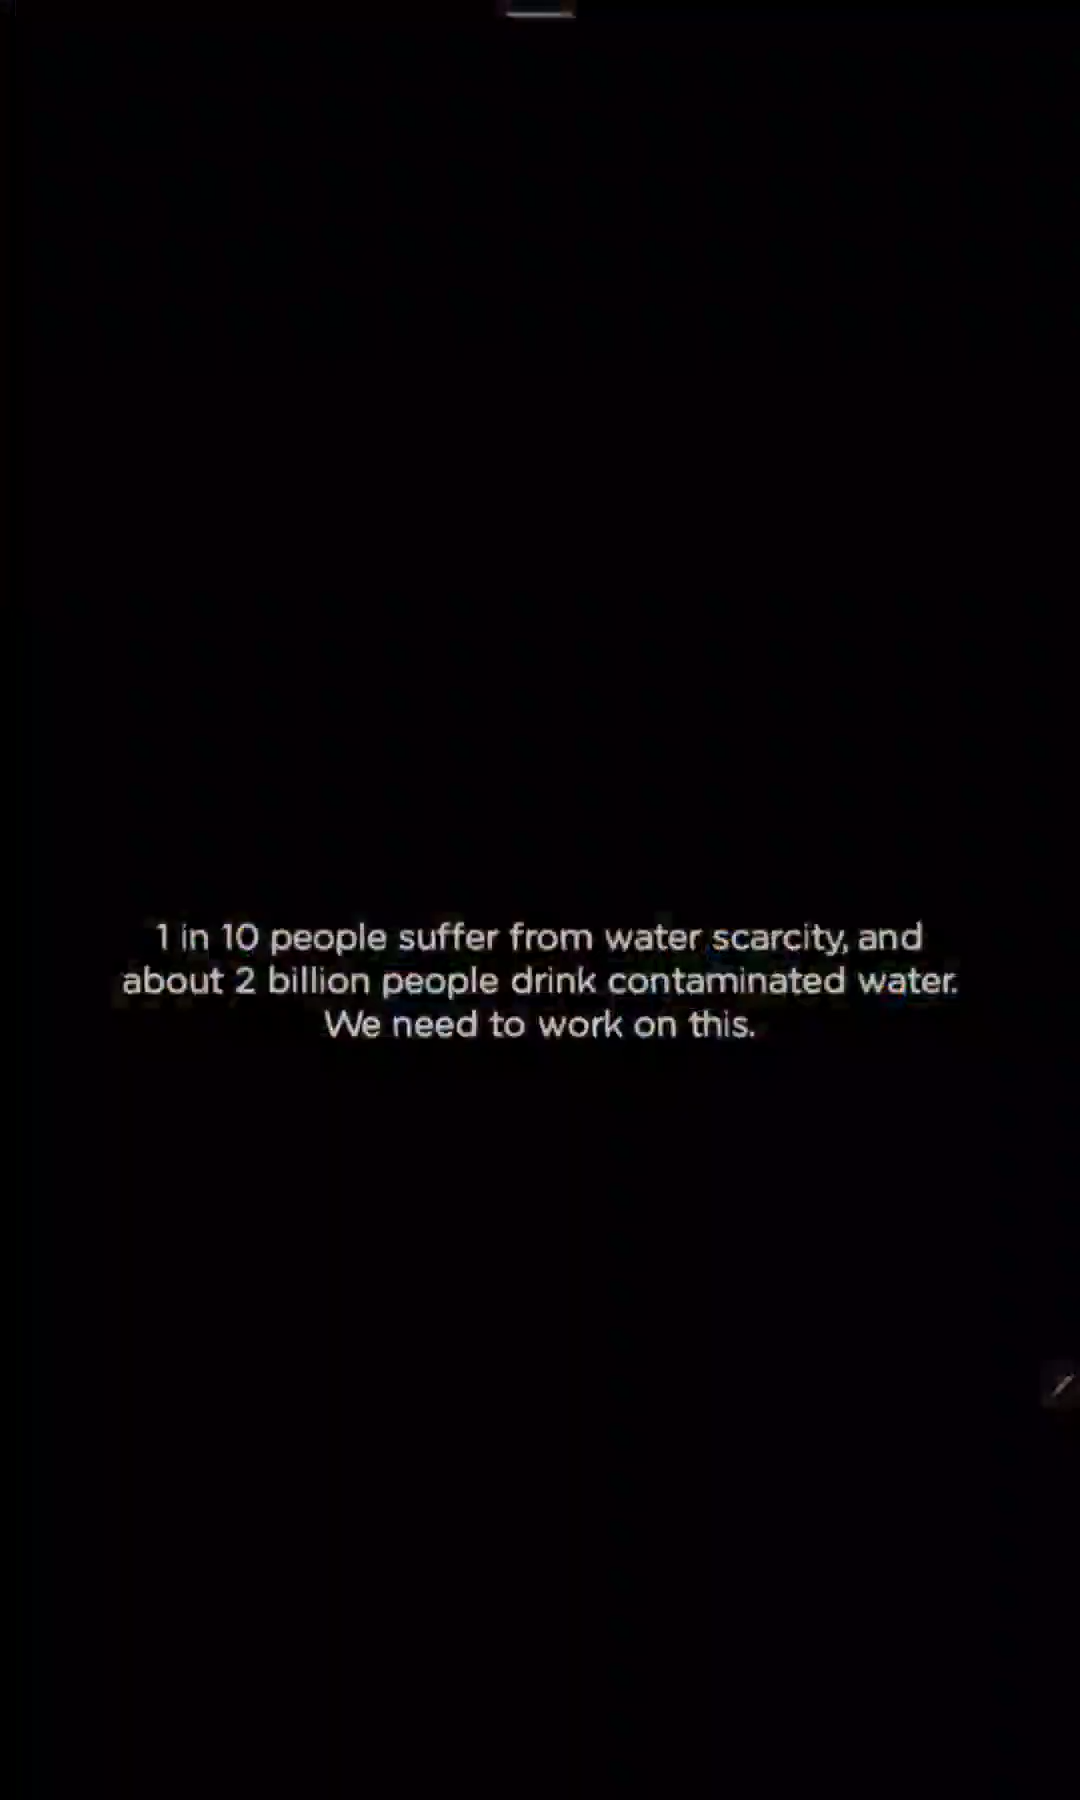 1 in 10 people suffer from water scarcity, and
about 2 billion people drink contaminated water.
We need to work on this.